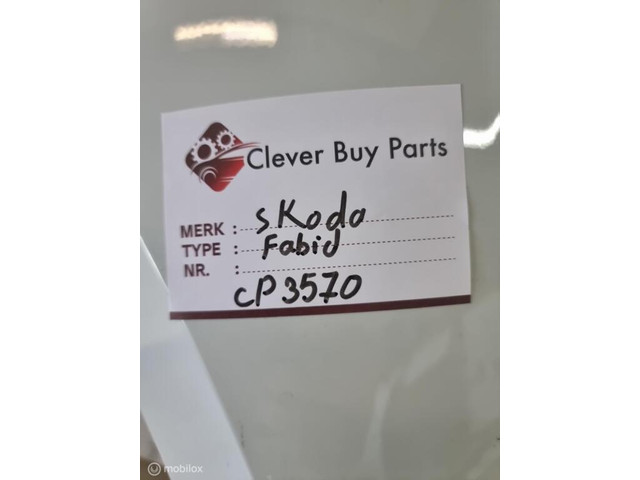 Clever Buy Parts
MERK : skoda
TYPE : Fabia
NR. :
CP3570
mobilox